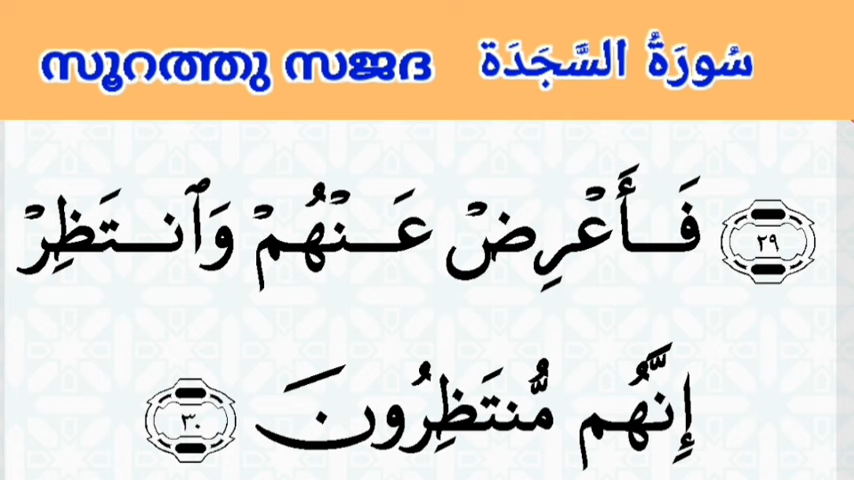 സൂറത്തു സജദ سُورَةُ السَّجَدَة
٢٩ فَأَعْرِضْ عَنْهُمْ وَٱنتَظِرْ
إِنَّهُم مُّنتَظِرُونَ ٣٠